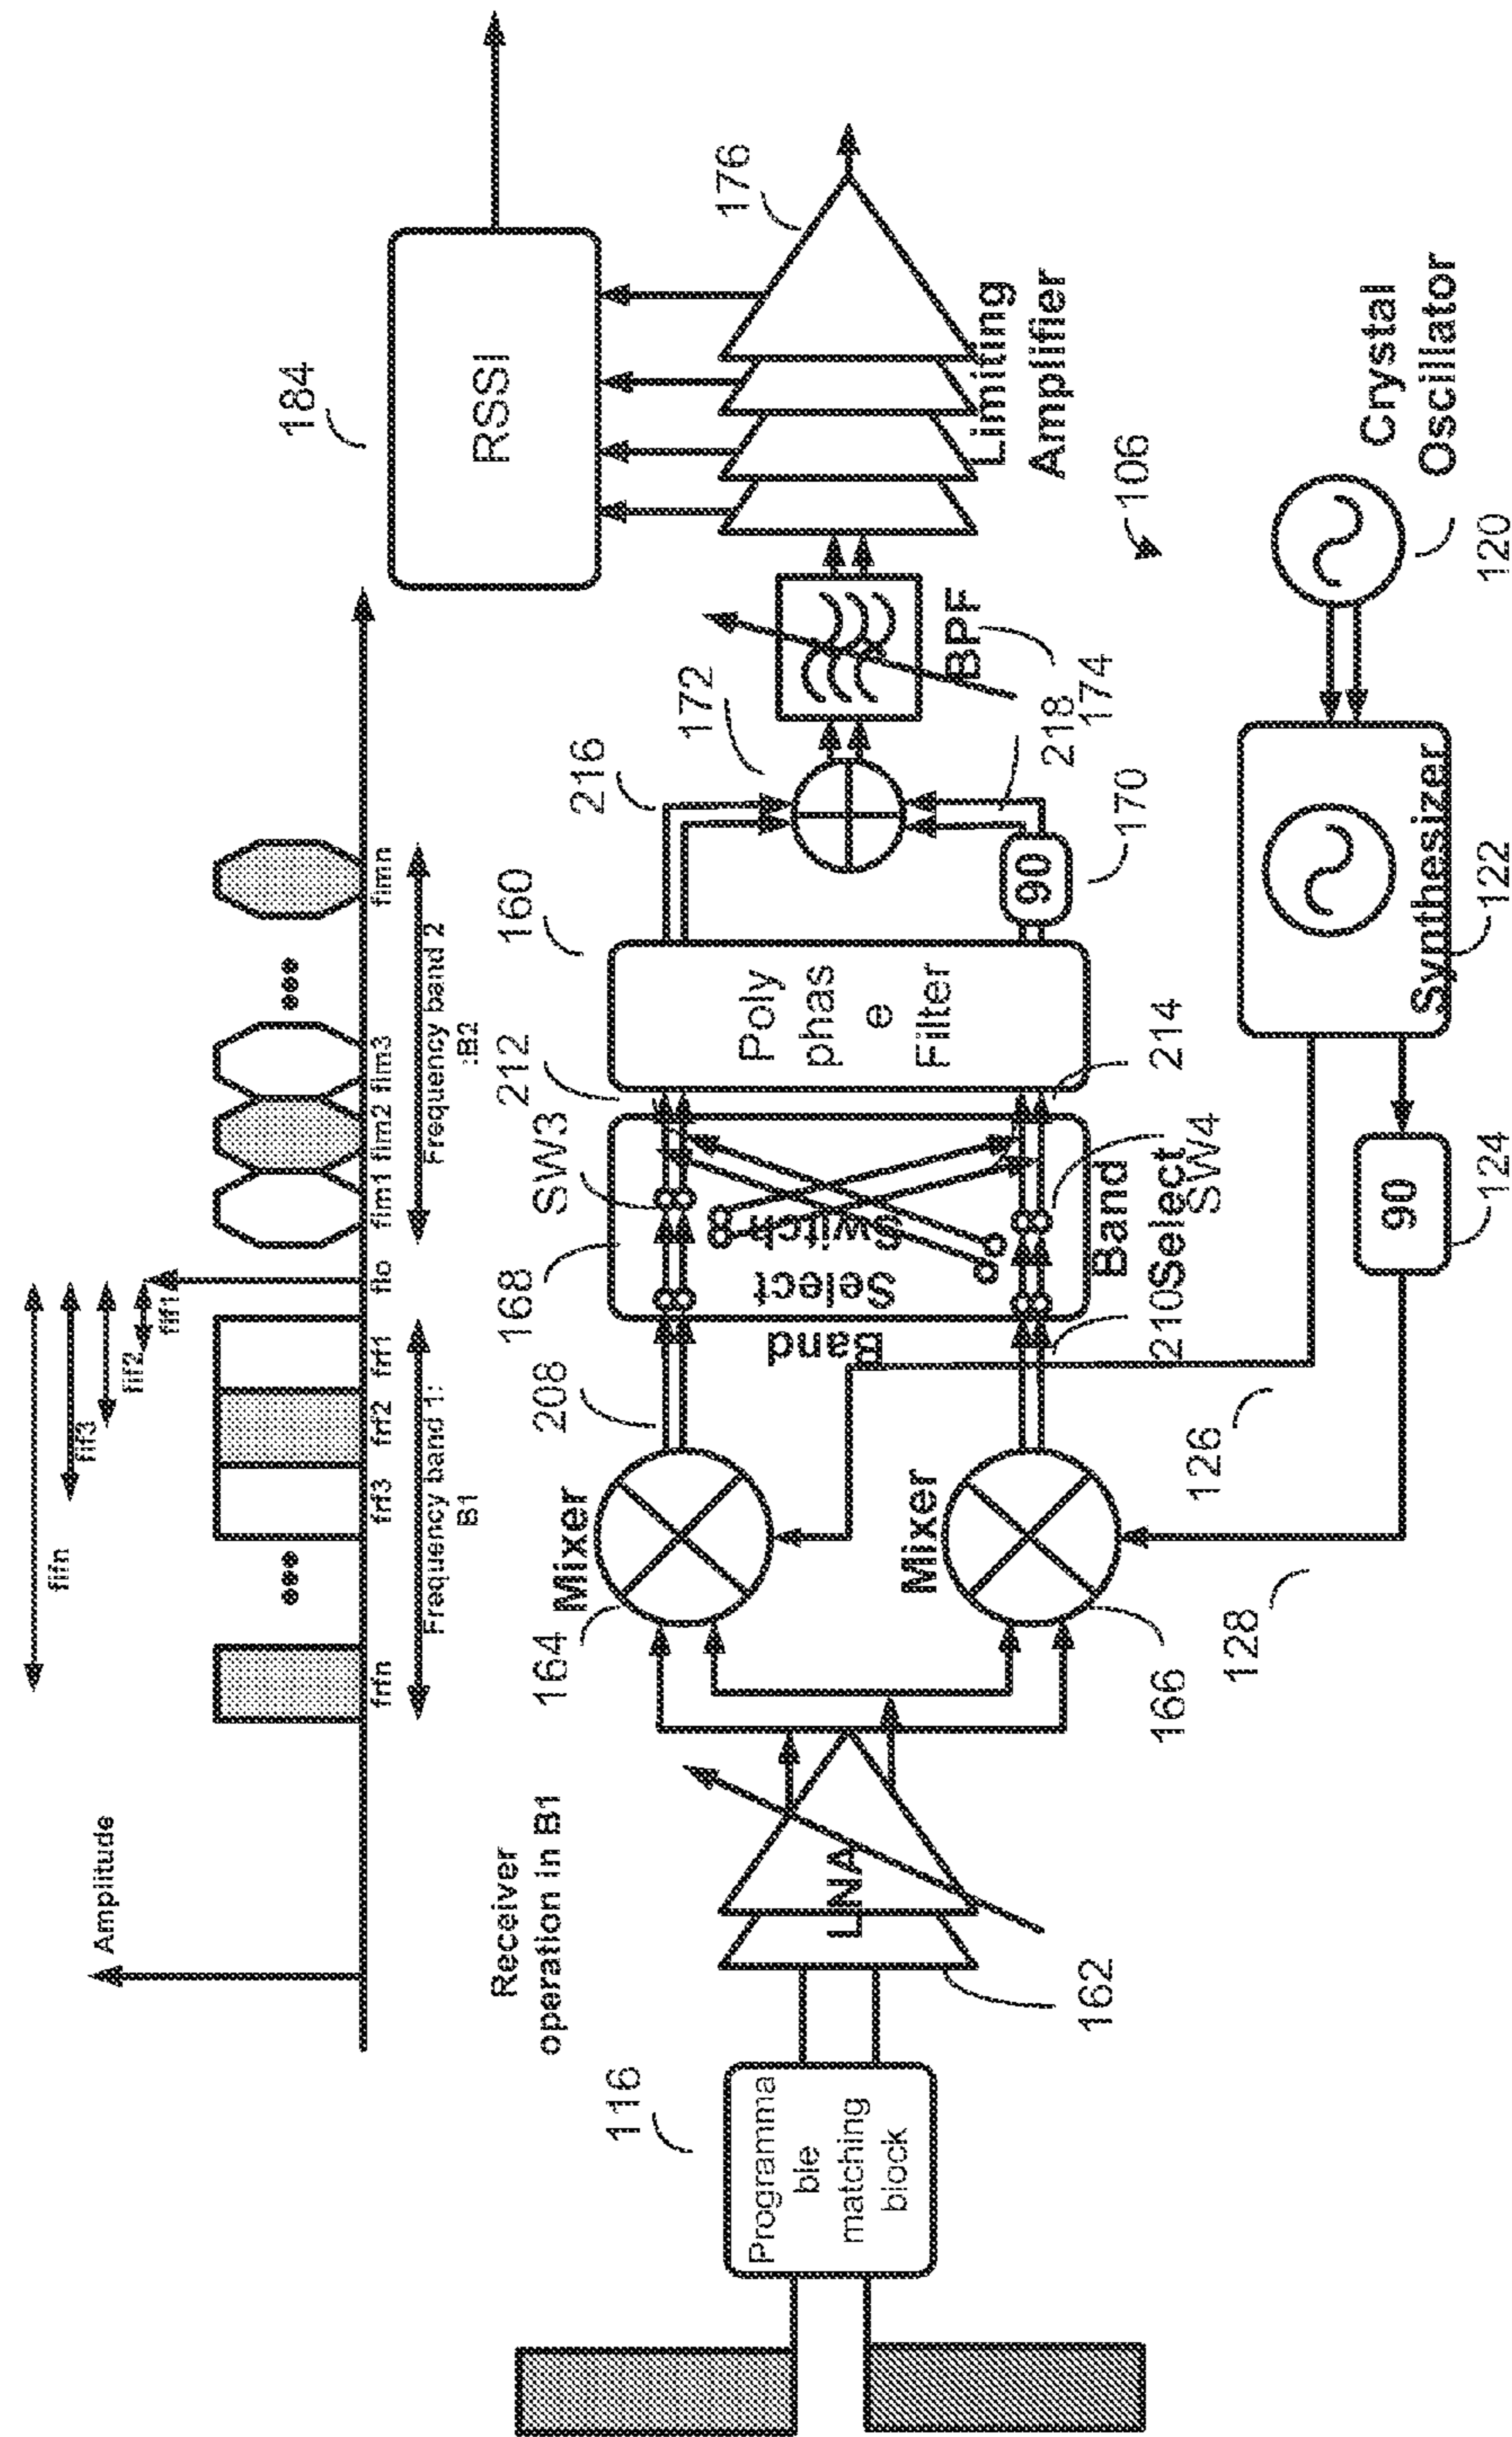 fifn
fif3
fif2
fif1
Amplitude
frfn
frf3
frf2
frf1
flo
fim1
fim2
fim3
fimn
Frequency band 1:
B1
Frequency band 2
:B2
Receiver
operation in B1
184
RSSI
116
Programma
ble
matching
block
LNA
162
164
Mixer
Mixer
166
208
168
SW3
212
160
216
172
176
Band
Select
Switch
Band
Select
210
SW4
214
Poly
phas
e
Filter
90
170
218
BPF
174
Limiting
Amplifier
106
126
128
90
124
Synthesizer
122
Crystal
Oscillator
120